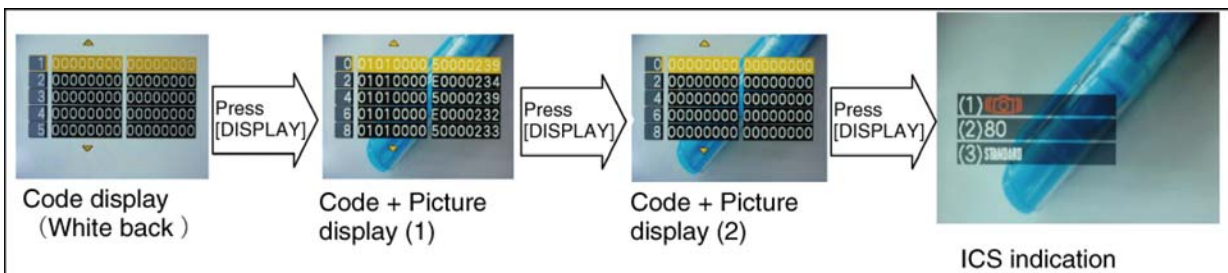 1 00000000 00000000
2 00000000 00000000
3 00000000 00000000
4 00000000 00000000
5 00000000 00000000
Code display
(White back )
Press
[DISPLAY]
0 01010000 50000239
2 01010000 E0000234
4 01010000 50000239
6 01010000 E0000232
8 01010000 50000233
Code + Picture
display (1)
Press
[DISPLAY]
0 00000000 00000000
2 00000000 00000000
4 00000000 00000000
6 00000000 00000000
8 00000000 00000000
Code + Picture
display (2)
Press
[DISPLAY]
(1)
(2) 80
(3) STANDARD
ICS indication